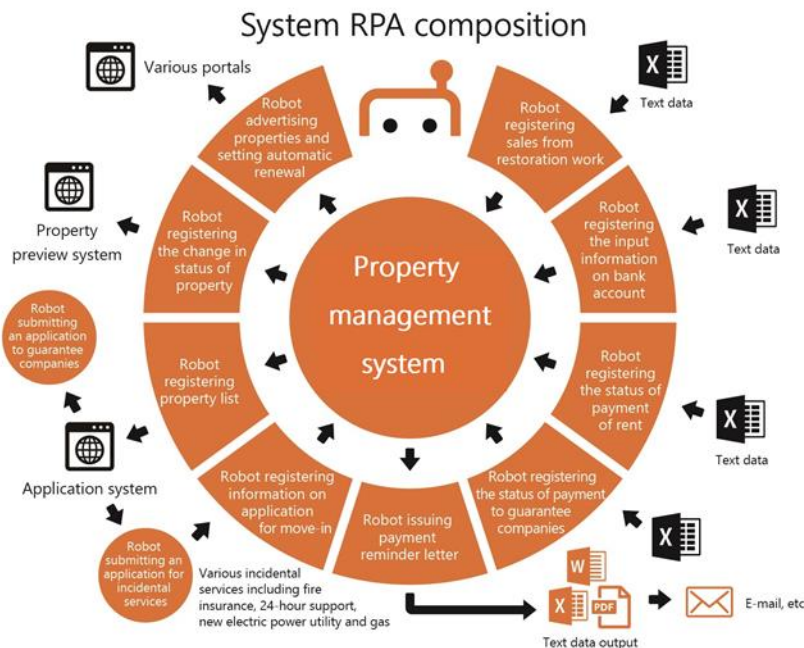 System RPA composition
Various portals
Robot
advertising
properties and
setting automatic
renewal
Robot
registering
sales from
restoration work
X
Text data
Property
preview system
Robot
registering
the change in
status of
property
Robot
registering
the input
information
on bank
account
X
Text data
Property
management
system
Robot
submitting
an application
to guarantee
companies
Robot
registering
property list
Robot
registering
the status of
payment
of rent
X
Text data
Application system
Robot registering
information on
application
for move-in
Robot issuing
payment
reminder letter
Robot registering
the status of payment
to guarantee
companies
X
Robot
submitting an
application for
incidental
services
Various incidental
services including fire
insurance, 24-hour support,
new electric power utility and gas
W
X
PDF
Text data output
E-mail, etc